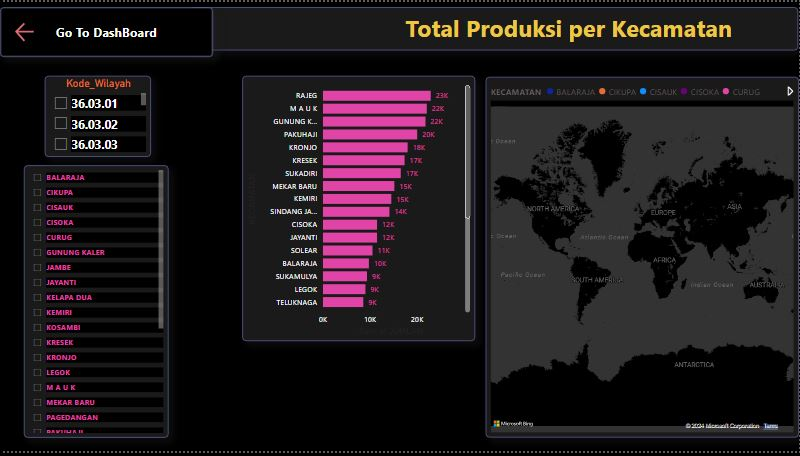 Go To DashBoard
Total Produksi per Kecamatan
Kode_Wilayah
36.03.01
36.03.02
36.03.03
BALARAJA
CIKUPA
CISAUK
CISOKA
CURUG
GUNUNG KALER
JAMBE
JAYANTI
KELAPA DUA
KEMIRI
KOSAMBI
KRESEK
KRONJO
LEGOK
M A U K
MEKAR BARU
PAGEDANGAN
PAKUHAJI
RAJEG 23K
M A U K 22K
GUNUNG K... 22K
PAKUHAJI 20K
KRONJO 18K
KRESEK 17K
SUKADIRI 17K
MEKAR BARU 15K
KEMIRI 15K
SINDANG JA... 14K
CISOKA 12K
JAYANTI 12K
SOLEAR 11K
BALARAJA 10K
SUKAMULYA 9K
LEGOK 9K
TELUKNAGA 9K
0K 10K 20K
KECAMATAN BALARAJA CIKUPA CISAUK CISOKA CURUG
Ocean
NORTH AMERICA
EUROPE
ASIA
Ocean
Atlantic Ocean
AFRICA
Pacific Ocean
SOUTH AMERICA
Indian Ocean
AUSTRALIA
ANTARCTICA
Microsoft Bing
© 2024 Microsoft Corporation Terms